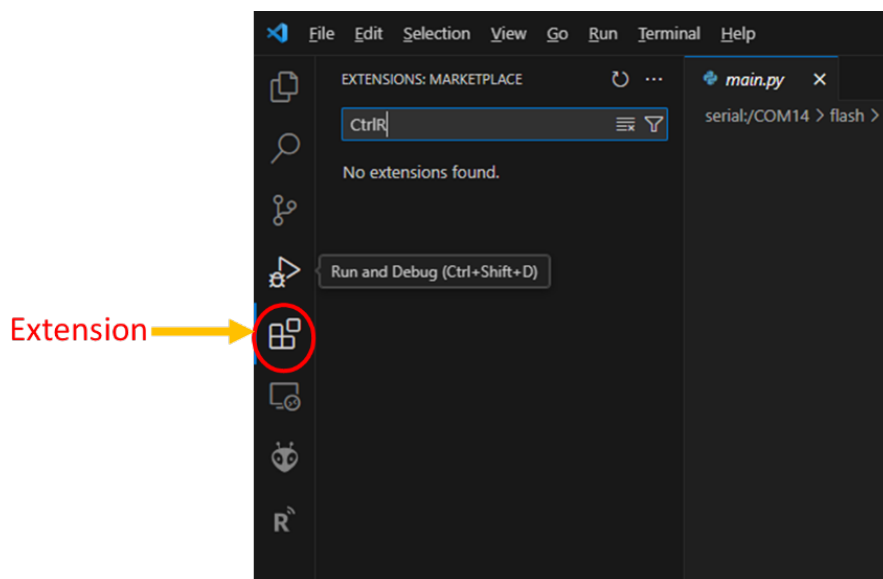 File Edit Selection View Go Run Terminal Help
EXTENSIONS: MARKETPLACE
main.py
CtrlR
serial:/COM14 > flash >
No extensions found.
Run and Debug (Ctrl+Shift+D)
Extension
R